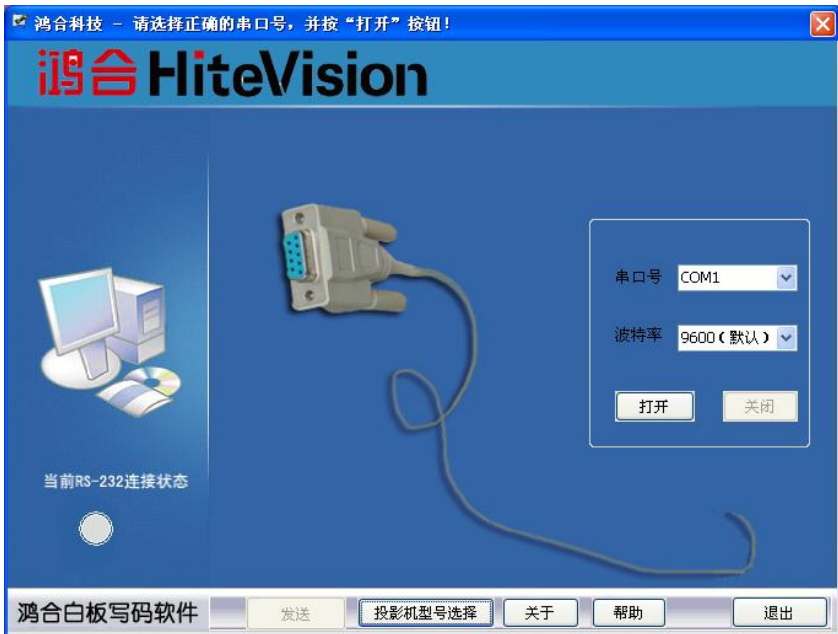 鸿合科技 - 请选择正确的串口号，并按“打开”按钮！
鸿合 HiteVision
串口号 COM1
波特率 9600(默认)
打开 关闭
当前RS-232连接状态
鸿合白板写码软件 发送 投影机型号选择 关于 帮助 退出